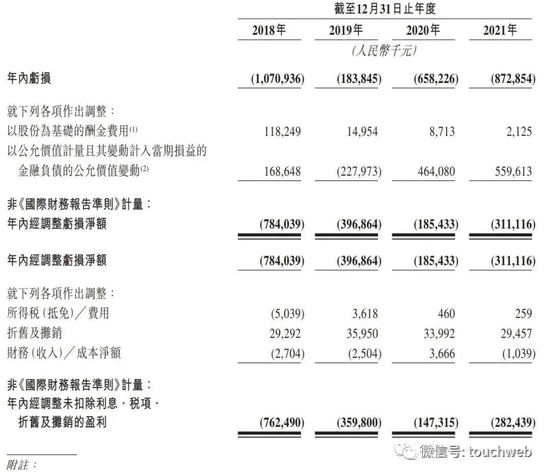 截至12月31日止年度
2018年 2019年 2020年 2021年
(人民幣千元)
年內虧損 (1,070,936) (183,845) (658,226) (872,854)
就下列各項作出調整：
以股份為基礎的酬金費用(1) 118,249 14,954 8,713 2,125
以公允價值計量且其變動計入當期損益的
金融負債的公允價值變動(2) 168,648 (227,973) 464,080 559,613
非《國際財務報告準則》計量：
年內經調整虧損淨額 (784,039) (396,864) (185,433) (311,116)
年內經調整虧損淨額 (784,039) (396,864) (185,433) (311,116)
就下列各項作出調整：
所得稅(抵免)／費用 (5,039) 3,618 460 259
折舊及攤銷 29,292 35,950 33,992 29,457
財務(收入)／成本淨額 (2,704) (2,504) 3,666 (1,039)
非《國際財務報告準則》計量：
年內經調整未扣除利息、稅項、
折舊及攤銷的盈利 (762,490) (359,800) (147,315) (282,439)
附註：
微信号: touchweb